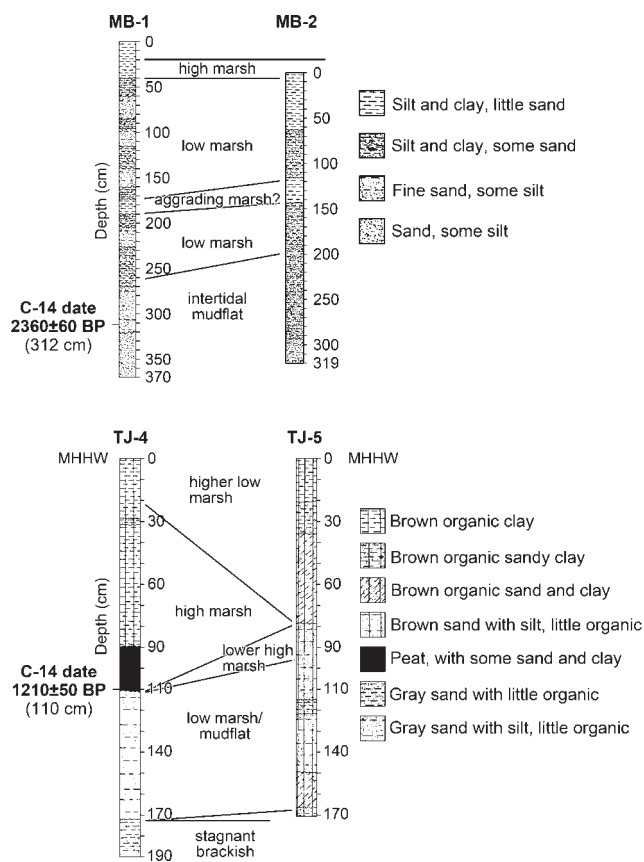 MB-1
MB-2
0
50
100
150
200
250
300
350
370
Depth (cm)
C-14 date
2360±60 BP
(312 cm)
high marsh
low marsh
aggrading marsh?
low marsh
intertidal
mudflat
0
50
100
150
200
250
300
319
Silt and clay, little sand
Silt and clay, some sand
Fine sand, some silt
Sand, some silt
TJ-4
TJ-5
MHHW
0
30
60
90
110
140
170
190
Depth (cm)
C-14 date
1210±50 BP
(110 cm)
higher low
marsh
high marsh
lower high
marsh
low marsh/
mudflat
stagnant
brackish
0
30
60
90
110
140
170
MHHW
Brown organic clay
Brown organic sandy clay
Brown organic sand and clay
Brown sand with silt, little organic
Peat, with some sand and clay
Gray sand with little organic
Gray sand with silt, little organic